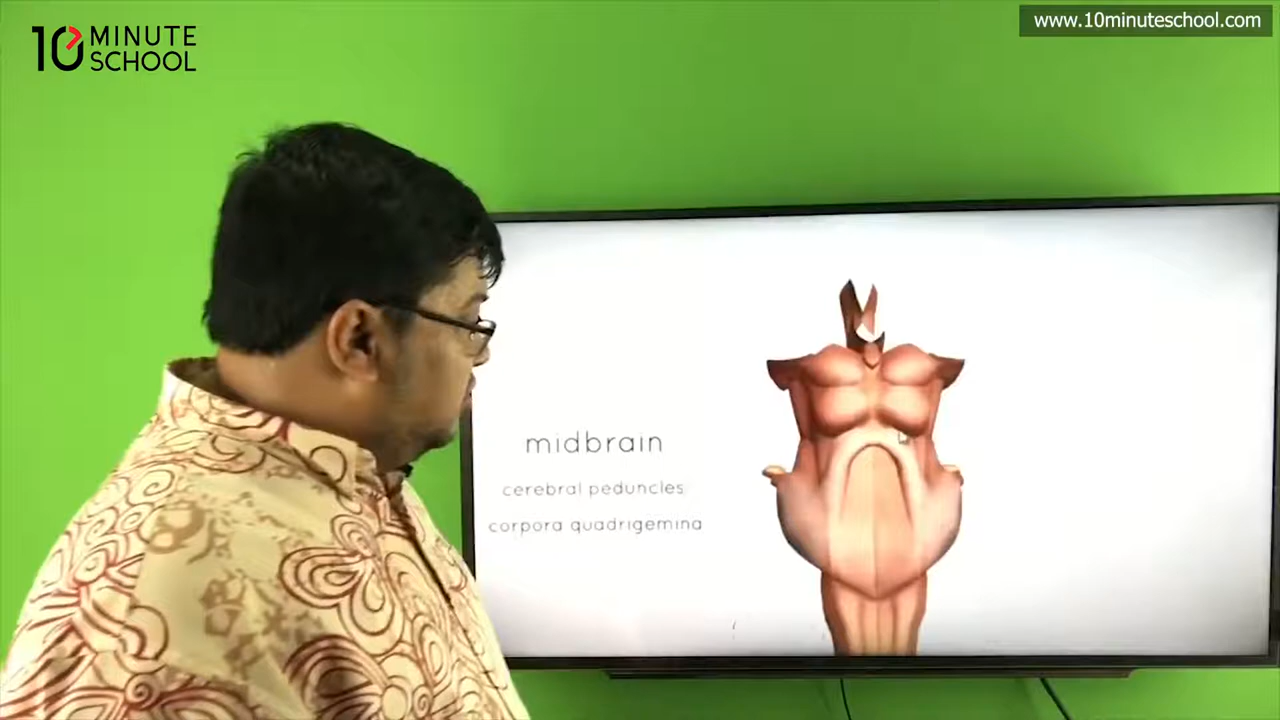 10 MINUTE
SCHOOL
www.10minuteschool.com
midbrain
cerebral peduncles
corpora quadrigemina